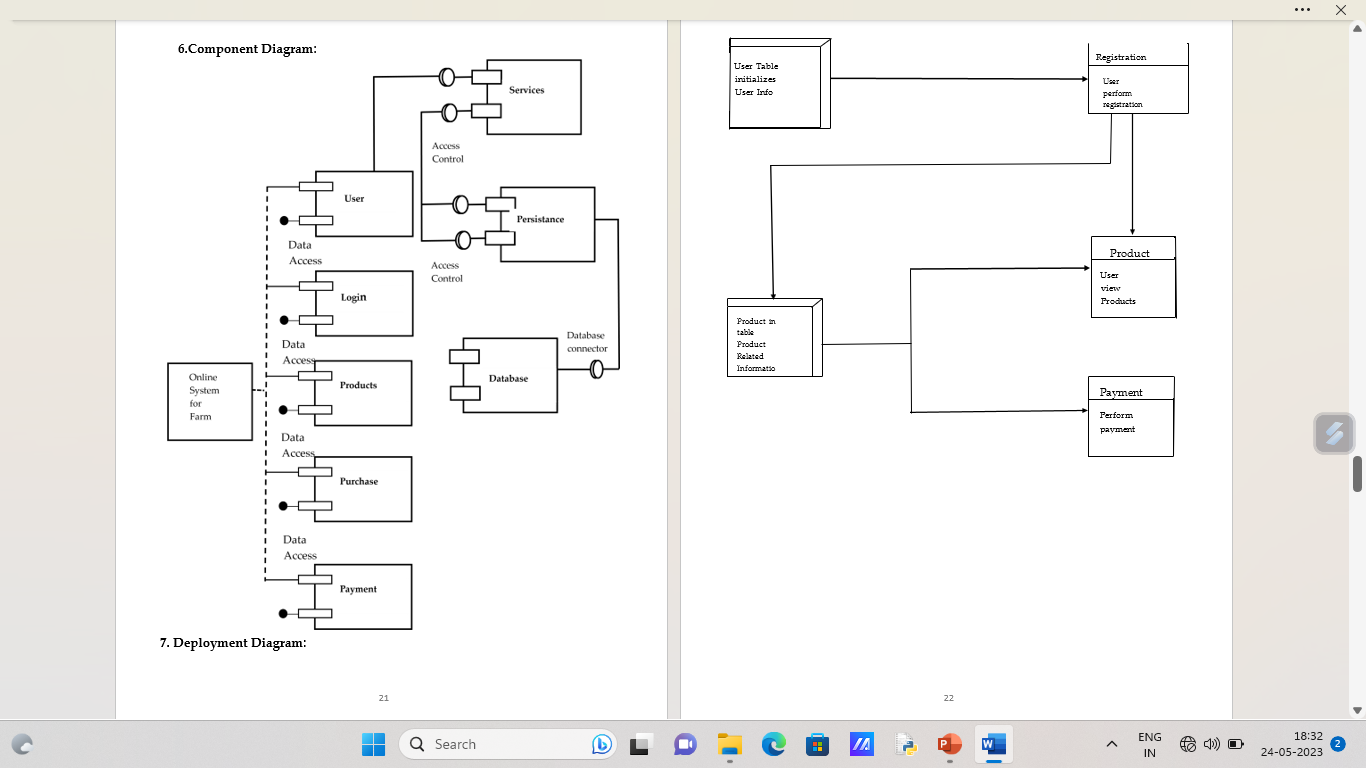 6.Component Diagram:
Services
Access
Control
User
Persistance
Data
Access
Access
Control
Login
Data
Access
Database
connector
Database
Products
Online
System
for
Farm
Data
Access
Purchase
Data
Access
Payment
7. Deployment Diagram:
21
User Table
initializes
User Info
Registration
User
perform
registration
Product
User
view
Products
Product in
table
Product
Related
Informatio
Payment
Perform
payment
22
Search
ENG
IN
18:32
24-05-2023
2